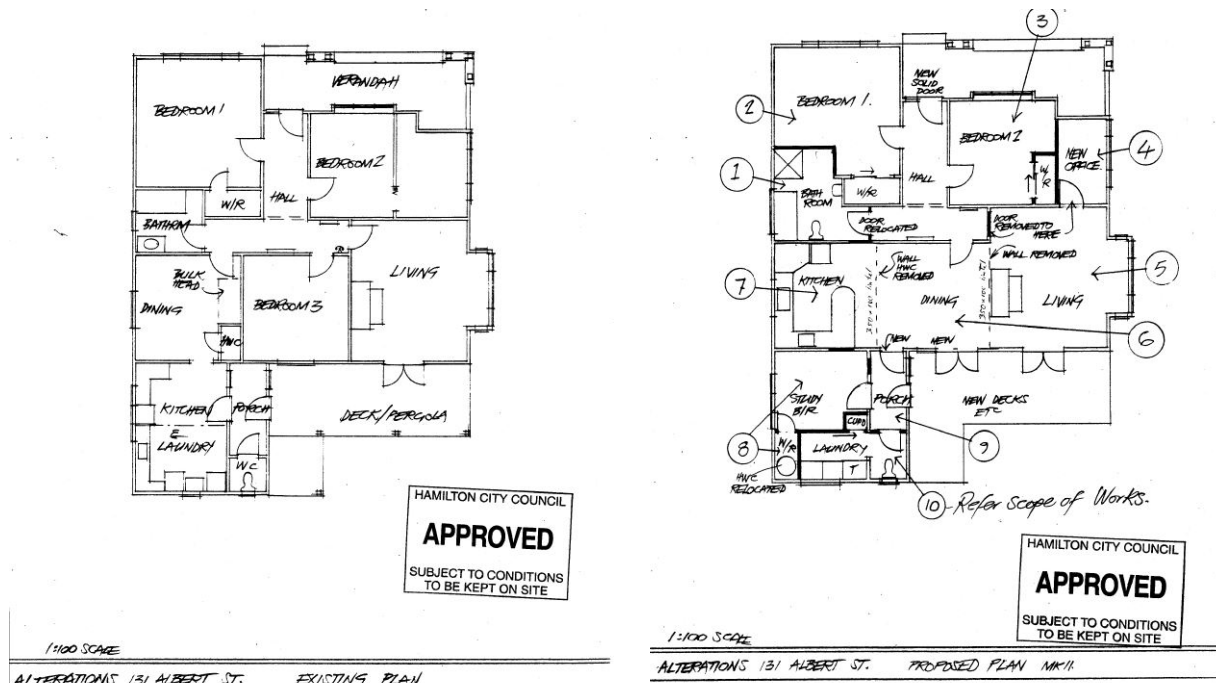 VERANDAH
BEDROOM 1
BEDROOM 2
W/R
HALL
BATHRM
BULK
HEAD
LIVING
DINING
BEDROOM 3
HWC
KITCHEN
PORCH
DECK/PERGOLA
&
LAUNDRY
WC
HAMILTON CITY COUNCIL
APPROVED
SUBJECT TO CONDITIONS
TO BE KEPT ON SITE
1:100 SCALE
ALTERATIONS 131 ALBERT ST. EXISTING PLAN
3
NEW
SOLID
DOOR
BEDROOM 1.
2
BEDROOM 2
NEW
OFFICE.
4
1
BATH
ROOM
W/R
HALL
W/R
DOOR
RELOCATED
DOOR
REMOVED TO
HERE
WALL
HWC
REMOVED
WALL REMOVED
5
7
KITCHEN
DINING
LIVING
6
NEW
NEW
STUDY
B/R
PORCH
NEW DECKS
ETC
CUPD
8
W/R
LAUNDRY
9
HWC
RELOCATED
T
10 - Refer Scope of Works.
HAMILTON CITY COUNCIL
APPROVED
SUBJECT TO CONDITIONS
TO BE KEPT ON SITE
1:100 SCALE
ALTERATIONS 131 ALBERT ST. PROPOSED PLAN MK II.